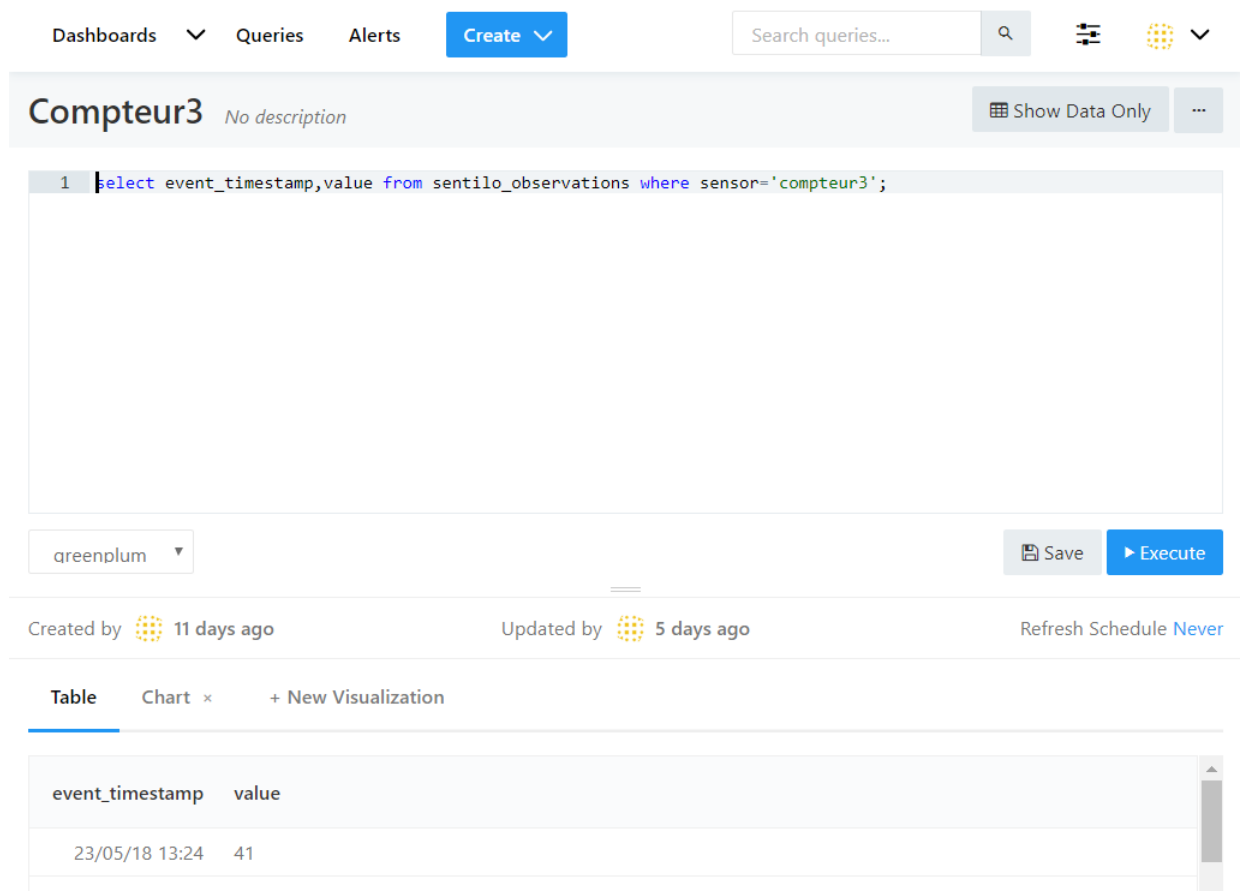 Dashboards Queries Alerts Create Search queries...
Compteur3 No description Show Data Only ...
1 select event_timestamp,value from sentilo_observations where sensor='compteur3';
greenplum Save Execute
Created by 11 days ago Updated by 5 days ago Refresh Schedule Never
Table Chart × + New Visualization
event_timestamp value
23/05/18 13:24 41